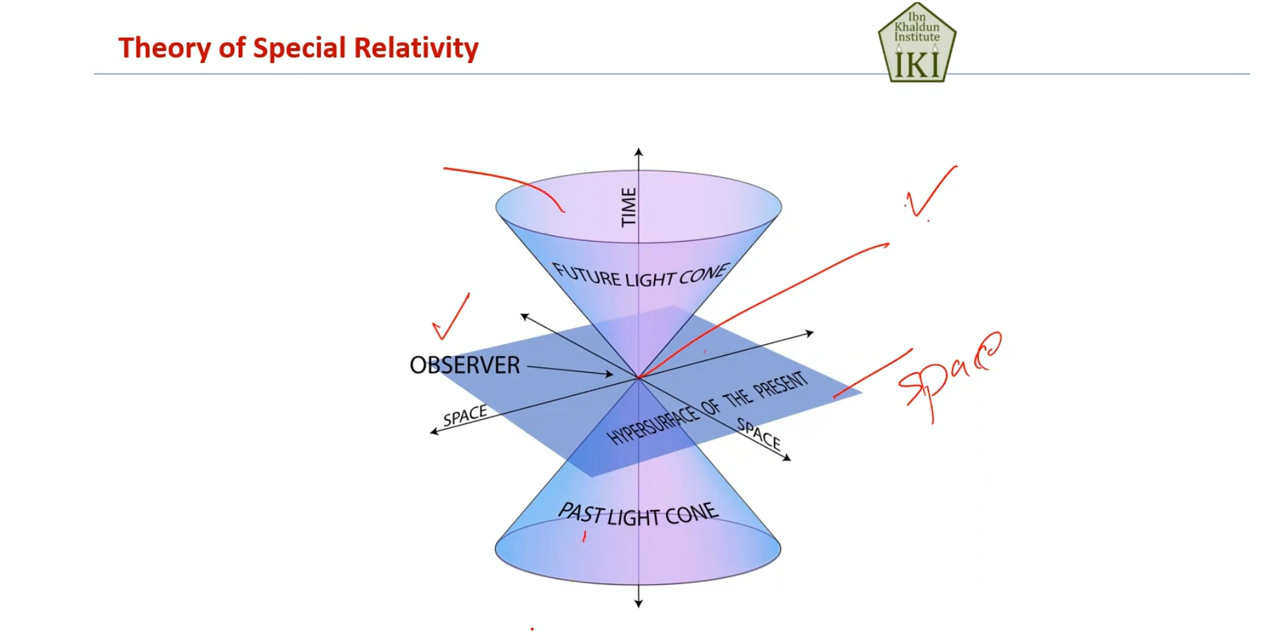 Theory of Special Relativity
Ibn
Khaldun
Institute
IKI
TIME
FUTURE LIGHT CONE
OBSERVER
space
SPACE
HYPERSURFACE OF THE PRESENT
SPACE
PAST LIGHT CONE